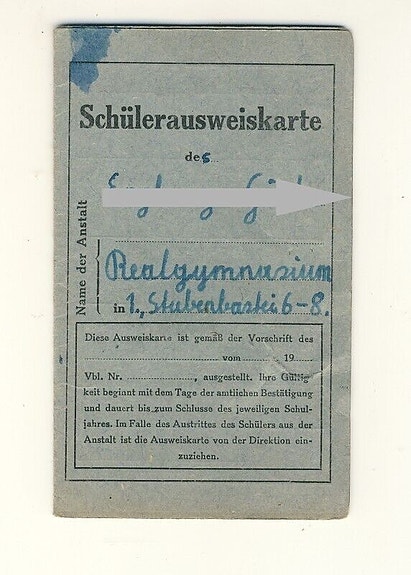 Schülerausweiskarte
des
Name der Anstalt
Realgymnasium
in 1., Stubenbastei 6–8.
Diese Ausweiskarte ist gemäß der Vorschrift des
vom 19
Vbl. Nr. , ausgestellt. Ihre Gültig
keit beginnt mit dem Tage der amtlichen Bestätigung
und dauert bis zum Schlusse des jeweiligen Schul-
jahres. Im Falle des Austrittes des Schülers aus der
Anstalt ist die Ausweiskarte von der Direktion ein-
zuziehen.